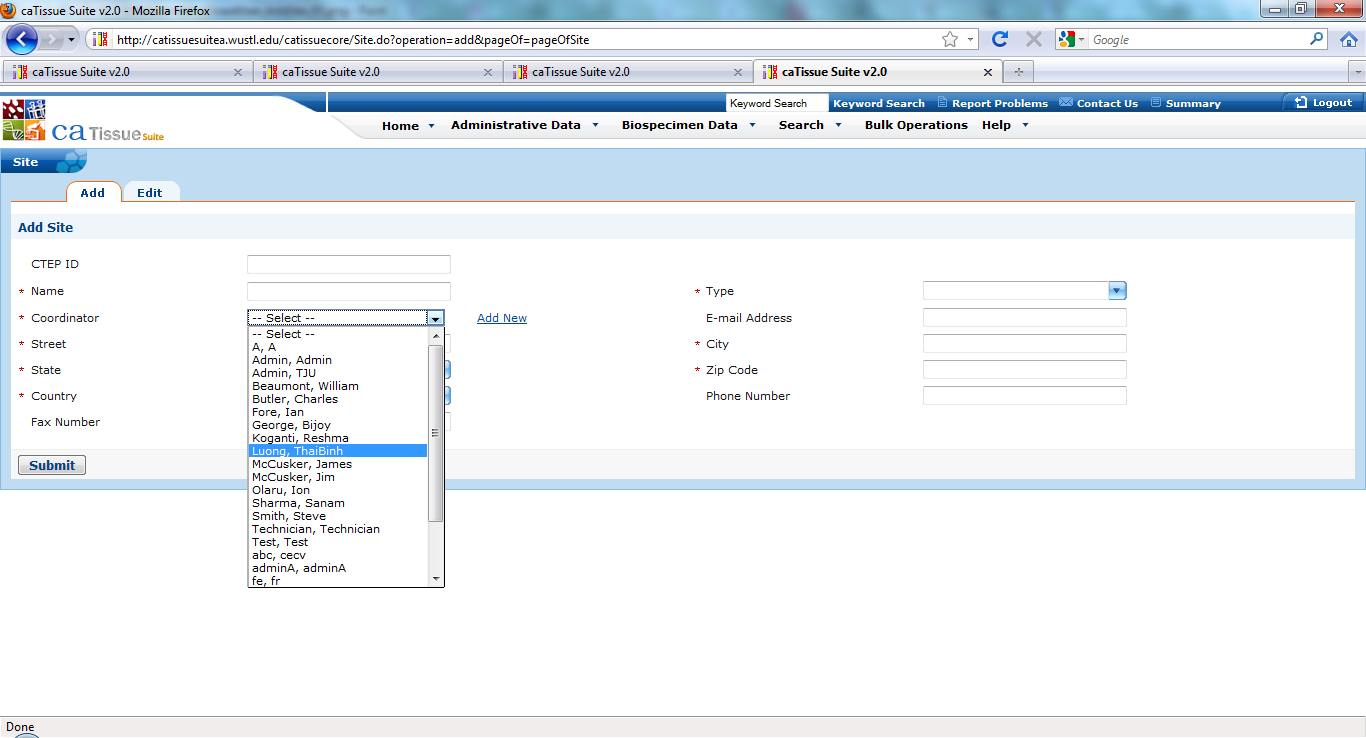 caTissue Suite v2.0 - Mozilla Firefox
http://catissuesuitea.wustl.edu/catissuecore/Site.do?operation=add&pageOf=pageOfSite
Google
caTissue Suite v2.0
caTissue Suite v2.0
caTissue Suite v2.0
caTissue Suite v2.0
Keyword Search
Keyword Search
Report Problems
Contact Us
Summary
Logout
ca Tissue Suite
Home
Administrative Data
Biospecimen Data
Search
Bulk Operations
Help
Site
Add
Edit
Add Site
CTEP ID
* Name
* Type
* Coordinator
-- Select --
Add New
E-mail Address
* Street
* City
* State
* Zip Code
* Country
Phone Number
Fax Number
-- Select --
A, A
Admin, Admin
Admin, TJU
Beaumont, William
Butler, Charles
Fore, Ian
George, Bijoy
Koganti, Reshma
Luong, ThaiBinh
McCusker, James
McCusker, Jim
Olaru, Ion
Sharma, Sanam
Smith, Steve
Technician, Technician
Test, Test
abc, cecv
adminA, adminA
fe, fr
Submit
Done